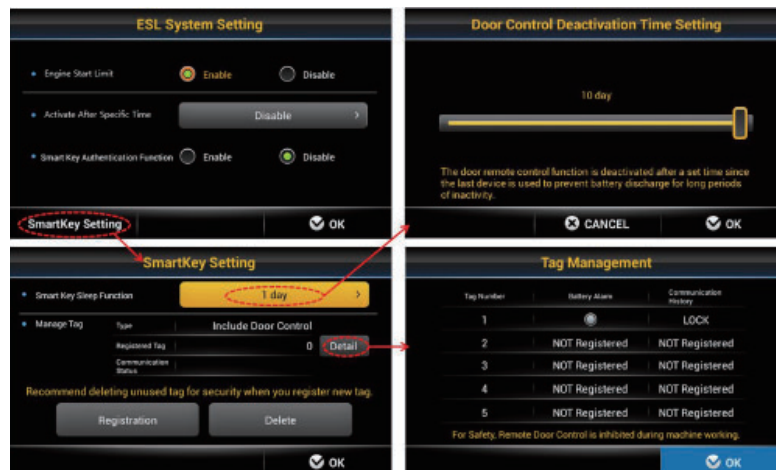 ESL System Setting
Engine Start Limit Enable Disable
Activate After Specific Time Disable >
Smart Key Authentication Function Enable Disable
SmartKey Setting OK
Door Control Deactivation Time Setting
10 day
The door remote control function is deactivated after a set time since
the last device is used to prevent battery discharge for long periods
of inactivity.
CANCEL OK
SmartKey Setting
Smart Key Sleep Function 1 day >
Manage Tag Type Include Door Control
Registered Tag 0 Detail
Communication
Status
Recommend deleting unused tag for security when you register new tag.
Registration Delete
OK
Tag Management
Tag Number Battery Alarm Communication
History
1 LOCK
2 NOT Registered NOT Registered
3 NOT Registered NOT Registered
4 NOT Registered NOT Registered
5 NOT Registered NOT Registered
For Safety, Remote Door Control is inhibited during machine working.
OK